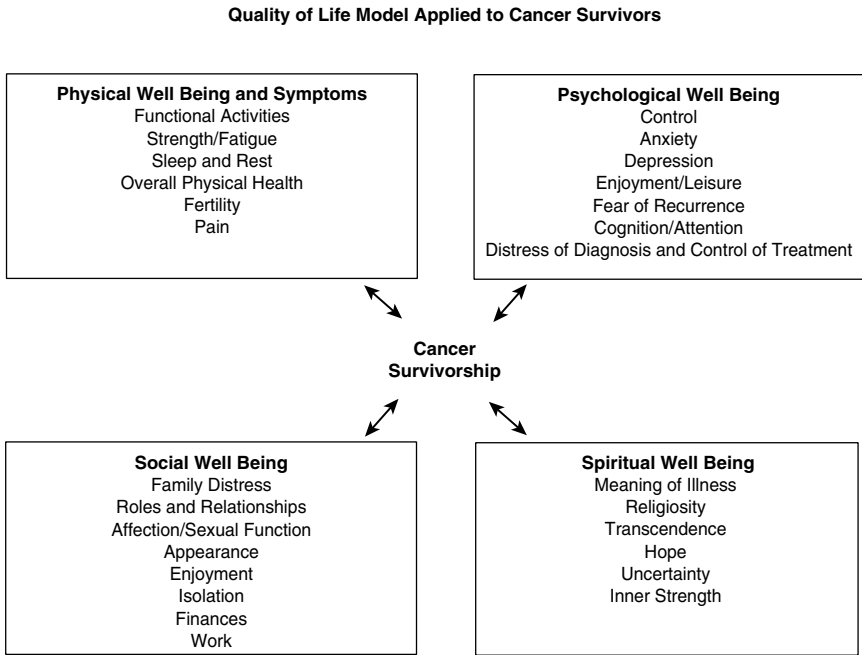 Quality of Life Model Applied to Cancer Survivors
Physical Well Being and Symptoms
Functional Activities
Strength/Fatigue
Sleep and Rest
Overall Physical Health
Fertility
Pain
Psychological Well Being
Control
Anxiety
Depression
Enjoyment/Leisure
Fear of Recurrence
Cognition/Attention
Distress of Diagnosis and Control of Treatment
Cancer
Survivorship
Social Well Being
Family Distress
Roles and Relationships
Affection/Sexual Function
Appearance
Enjoyment
Isolation
Finances
Work
Spiritual Well Being
Meaning of Illness
Religiosity
Transcendence
Hope
Uncertainty
Inner Strength